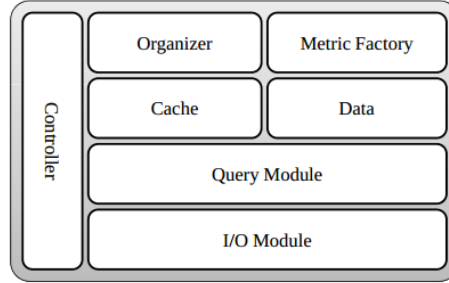 Controller
Organizer
Metric Factory
Cache
Data
Query Module
I/O Module